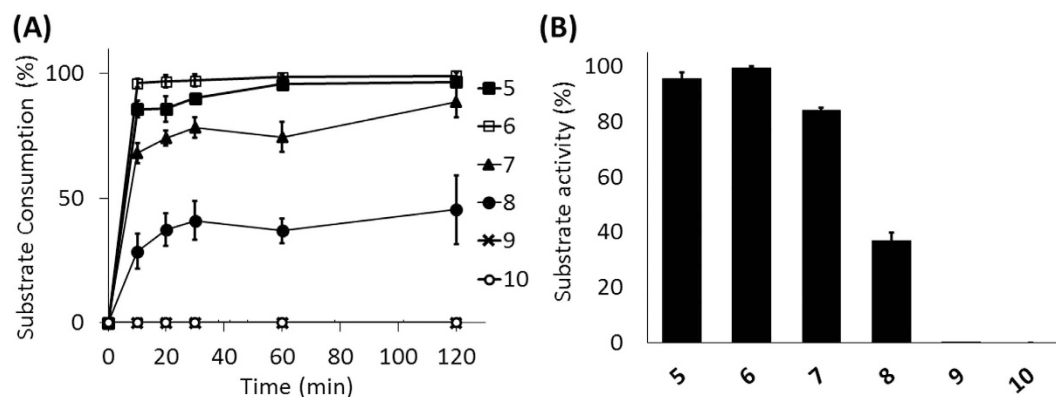 (A)
Substrate Consumption (%)
100
50
0
0 20 40 60 80 100 120
Time (min)
5
6
7
8
9
10
(B)
Substrate activity (%)
100
80
60
40
20
0
5 6 7 8 9 10